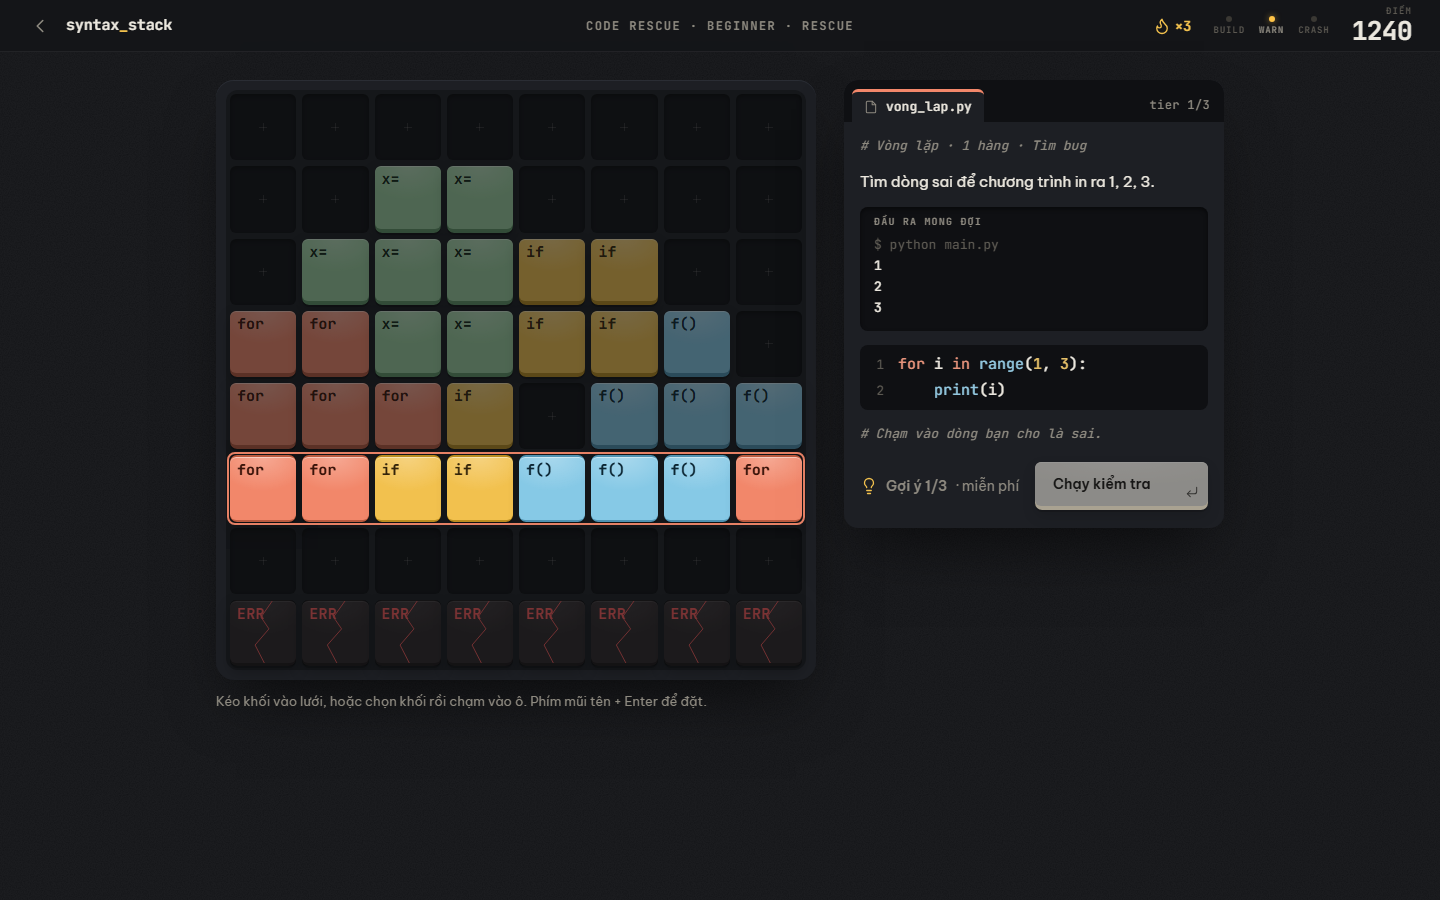 syntax_stack
CODE RESCUE · BEGINNER · RESCUE
×3
BUILD WARN CRASH
ĐIỂM
1240
x= x=
x= x= x= if if
for for x= x= if if f()
for for for if f() f() f()
for for if if f() f() f() for
ERR ERR ERR ERR ERR ERR ERR ERR
Kéo khối vào lưới, hoặc chọn khối rồi chạm vào ô. Phím mũi tên + Enter để đặt.
vong_lap.py
tier 1/3
# Vòng lặp · 1 hàng · Tìm bug
Tìm dòng sai để chương trình in ra 1, 2, 3.
ĐẦU RA MONG ĐỢI
$ python main.py
1
2
3
1 for i in range(1, 3):
2 print(i)
# Chạm vào dòng bạn cho là sai.
Gợi ý 1/3 · miễn phí
Chạy kiểm tra